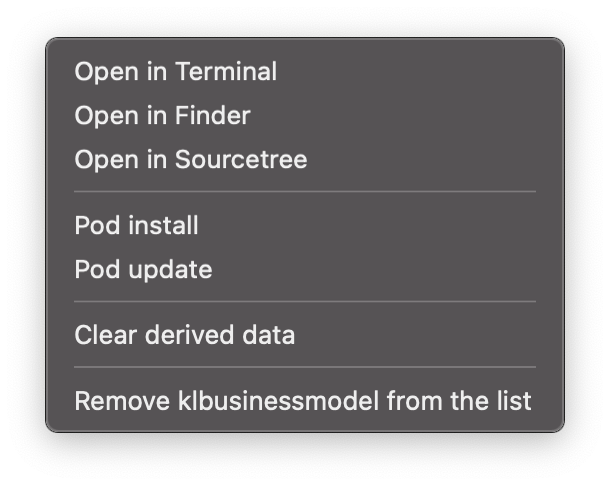 Open in Terminal
Open in Finder
Open in Sourcetree
Pod install
Pod update
Clear derived data
Remove klbusinessmodel from the list